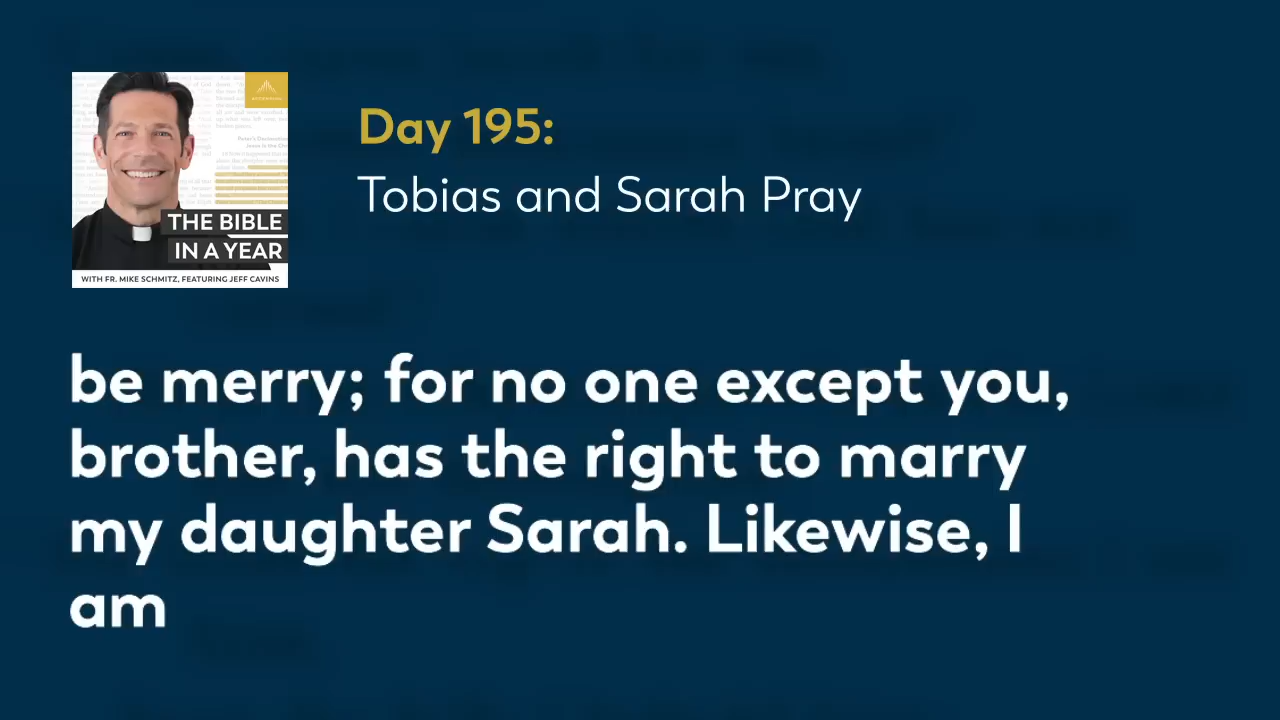 Day 195:
Tobias and Sarah Pray
THE BIBLE
IN A YEAR
WITH FR. MIKE SCHMITZ, FEATURING JEFF CAVINS
be merry; for no one except you,
brother, has the right to marry
my daughter Sarah. Likewise, I
am